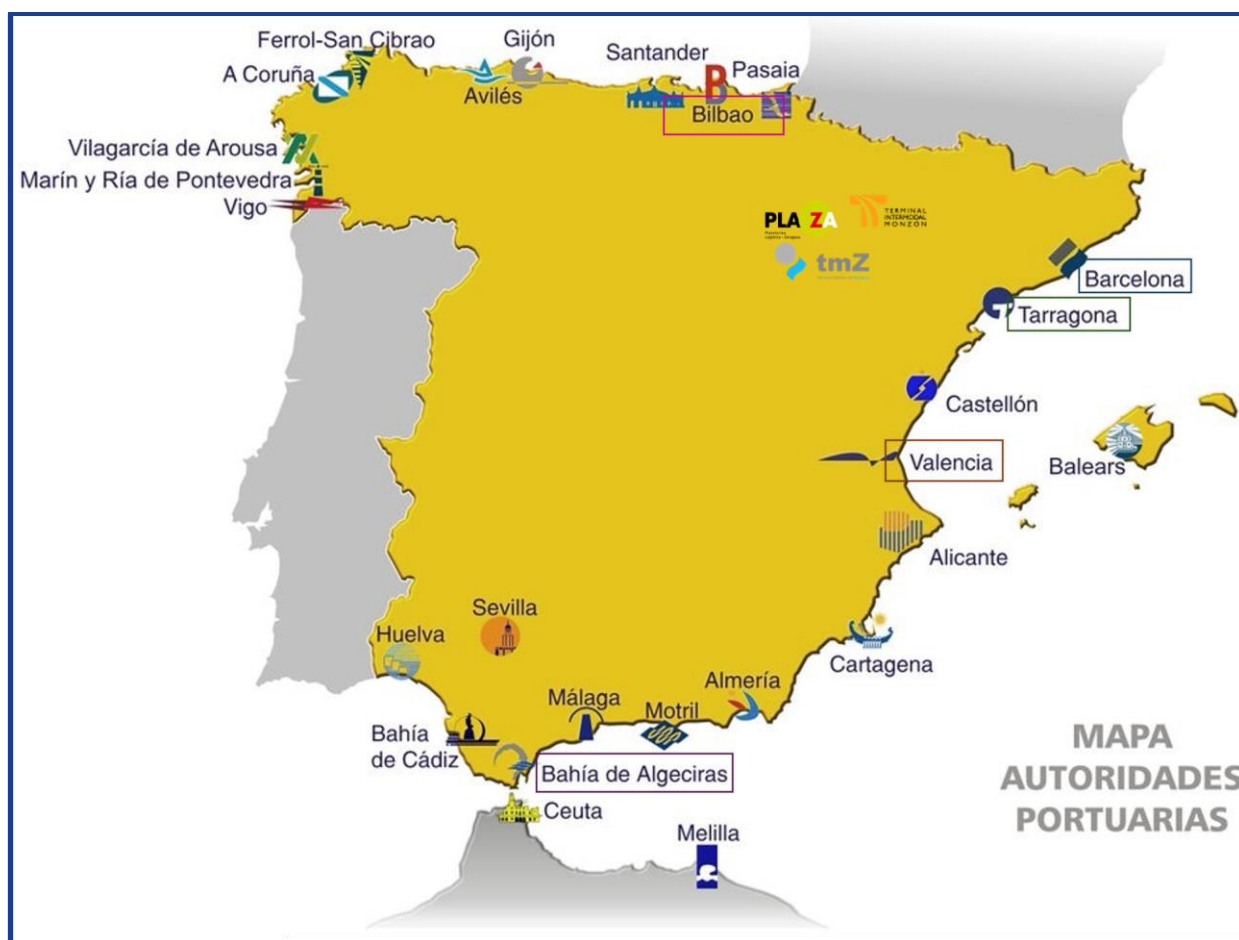 Ferrol-San Cibrao
A Coruña
Gijón
Avilés
Santander
B
Pasaia
Bilbao
Vilagarcía de Arousa
Marín y Ría de Pontevedra
Vigo
PLAZA
TERMINAL
INTERMODAL
MONZÓN
tmZ
Barcelona
Tarragona
Castellón
Valencia
Balears
Alicante
Sevilla
Huelva
Cartagena
Almería
Málaga
Motril
Bahía
de Cádiz
Bahía de Algeciras
Ceuta
Melilla
MAPA
AUTORIDADES
PORTUARIAS